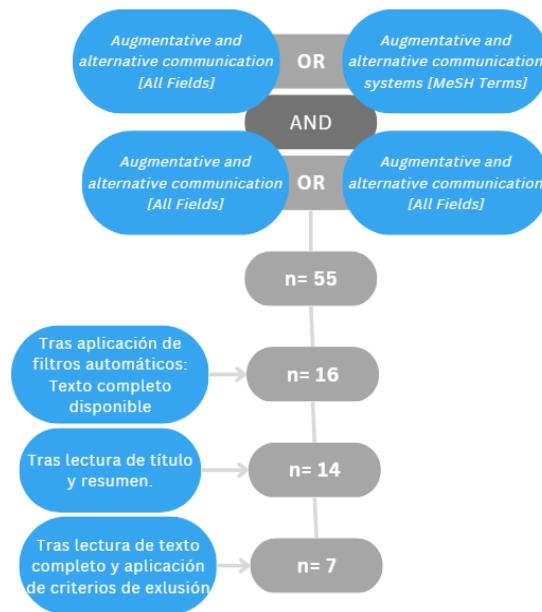 Augmentative and
alternative communication
[All Fields]
OR
Augmentative and
alternative communication
systems [MeSH Terms]
AND
Augmentative and
alternative communication
[All Fields]
OR
Augmentative and
alternative communication
[All Fields]
n= 55
Tras aplicación de
filtros automáticos:
Texto completo
disponible
n= 16
Tras lectura de título
y resumen.
n= 14
Tras lectura de texto
completo y aplicación
de criterios de exlusión
n= 7